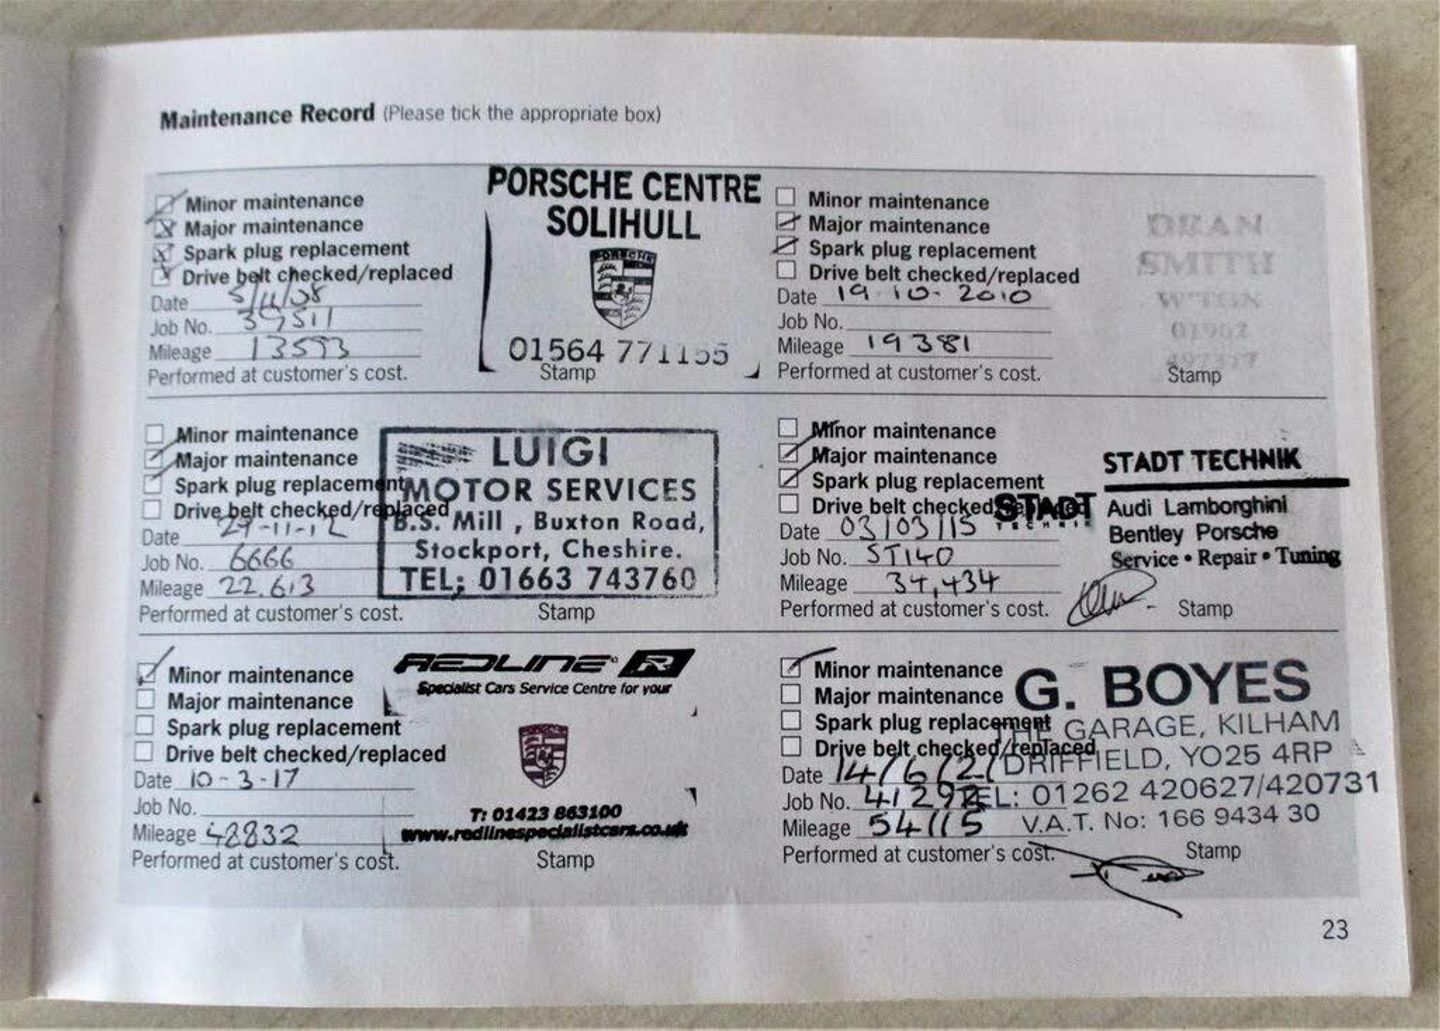 Maintenance Record (Please tick the appropriate box)
Minor maintenance
Major maintenance
Spark plug replacement
Drive belt checked/replaced
Date 5/11/08
Job No. 39511
Mileage 13593
Performed at customer's cost.
PORSCHE CENTRE
SOLIHULL
PORSCHE
01564 771155
Stamp
Minor maintenance
Major maintenance
Spark plug replacement
Drive belt checked/replaced
Date 19-10-2010
Job No.
Mileage 19381
Performed at customer's cost.
DEAN
SMITH
W'TON
01902
Stamp
Minor maintenance
Major maintenance
Spark plug replacement
Drive belt checked/replaced
Date 29-11-12
Job No. 6666
Mileage 22,613
Performed at customer's cost.
LUIGI
MOTOR SERVICES
B.S. Mill, Buxton Road,
Stockport, Cheshire.
TEL; 01663 743760
Stamp
Minor maintenance
Major maintenance
Spark plug replacement
Drive belt checked/replaced
Date 03/03/15
Job No. ST140
Mileage 34,434
Performed at customer's cost.
STADT
TECHNIK
STADT TECHNIK
Audi Lamborghini
Bentley Porsche
Service • Repair • Tuning
Stamp
Minor maintenance
Major maintenance
Spark plug replacement
Drive belt checked/replaced
Date 10-3-17
Job No.
Mileage 48832
Performed at customer's cost.
REDLINE R
Specialist Cars Service Centre for your
T: 01423 863100
www.redlinespecialistcars.co.uk
Stamp
Minor maintenance
Major maintenance
Spark plug replacement
Drive belt checked/replaced
Date 14/6/21
Job No. 41292
Mileage 54115
Performed at customer's cost.
G. BOYES
THE GARAGE, KILHAM
DRIFFIELD, YO25 4RP
TEL: 01262 420627/420731
V.A.T. No: 166 9434 30
Stamp
23